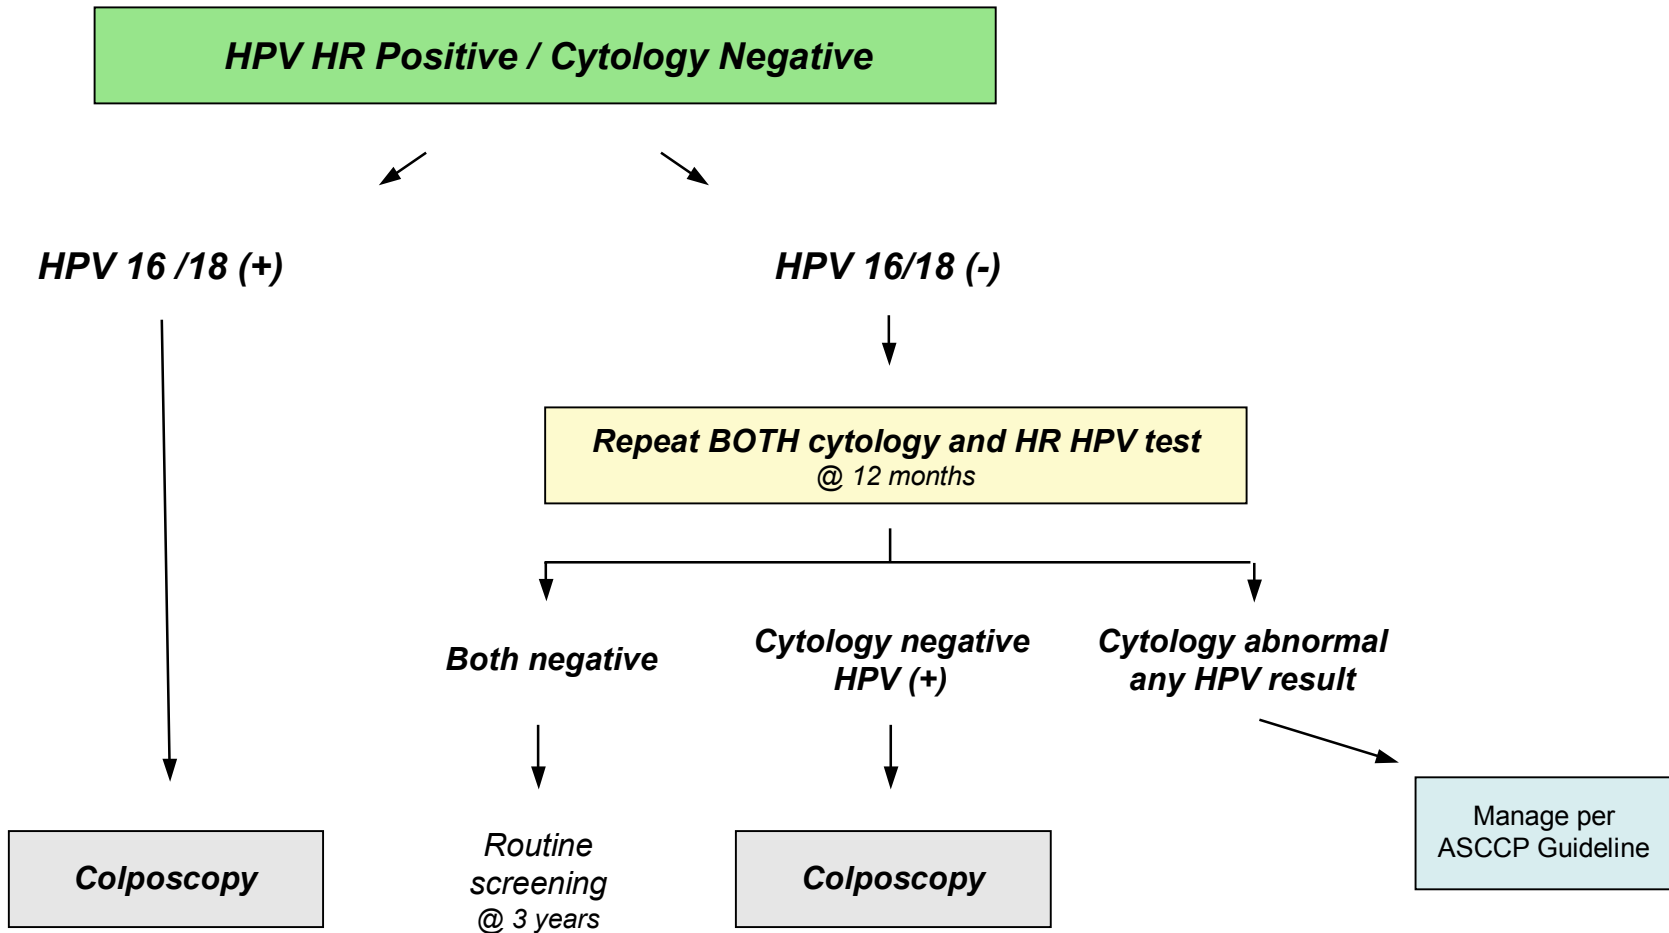 HPV HR Positive / Cytology Negative
HPV 16 /18 (+)
HPV 16/18 (-)
Repeat BOTH cytology and HR HPV test
@ 12 months
Both negative
Cytology negative
HPV (+)
Cytology abnormal
any HPV result
Colposcopy
Routine
screening
@ 3 years
Colposcopy
Manage per
ASCCP Guideline